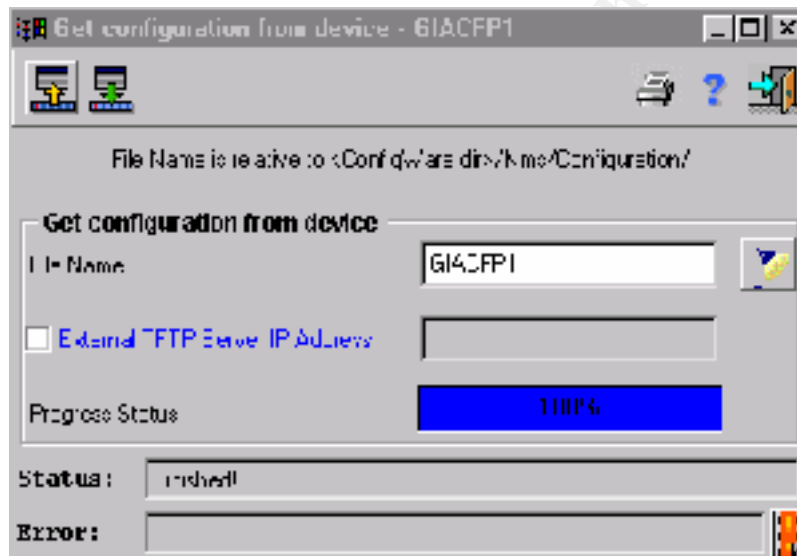 Get configuration from device - GIACFP1
File Name is relative to <ConfigWare dir>/Nms/Configuration/
Get configuration from device
File Name
GIACFP1
External TFTP Server IP Address
Progress Status
100%
Status:
Finished!
Error: